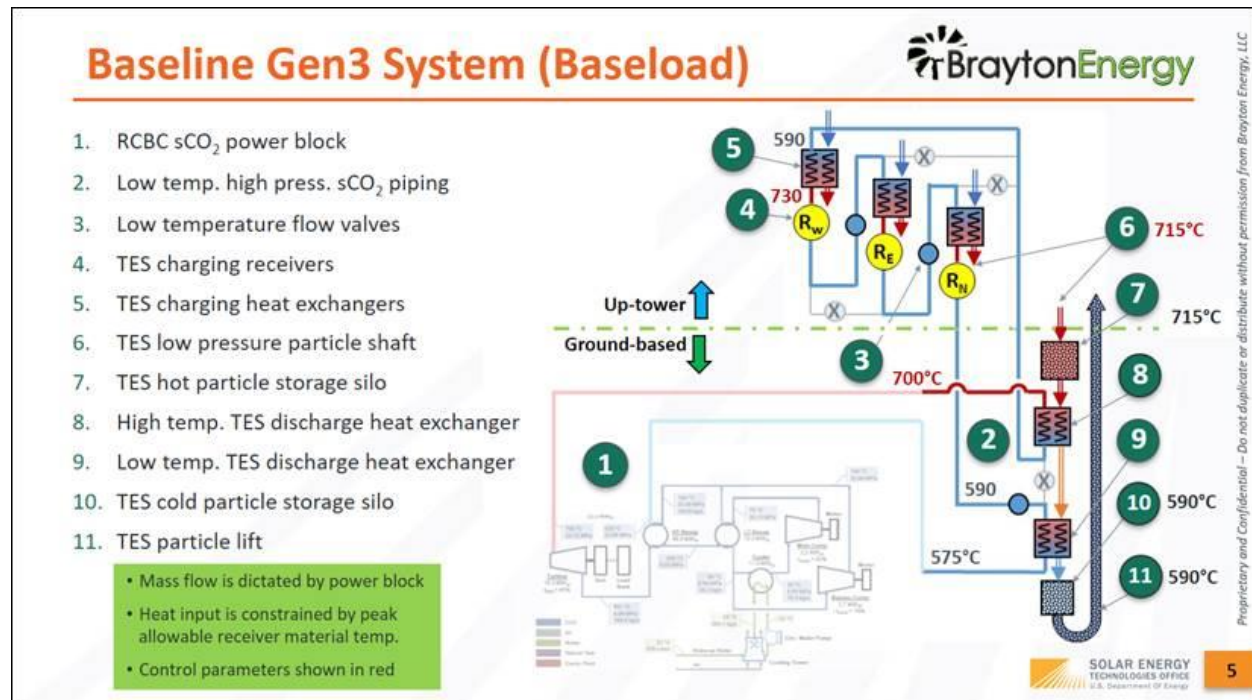 Baseline Gen3 System (Baseload)
BraytonEnergy
1. RCBC sCO₂ power block
2. Low temp. high press. sCO₂ piping
3. Low temperature flow valves
4. TES charging receivers
5. TES charging heat exchangers
6. TES low pressure particle shaft
7. TES hot particle storage silo
8. High temp. TES discharge heat exchanger
9. Low temp. TES discharge heat exchanger
10. TES cold particle storage silo
11. TES particle lift
• Mass flow is dictated by power block
• Heat input is constrained by peak
allowable receiver material temp.
• Control parameters shown in red
590
5
X
X
730
4
R_W
R_E
R_N
6
715°C
X
7
715°C
Up-tower
Ground-based
3
700°C
8
2
9
1
X
590
10
590°C
575°C
11
590°C
SOLAR ENERGY
TECHNOLOGIES OFFICE
U.S. Department Of Energy
5
Proprietary and Confidential – Do not duplicate or distribute without permission from Brayton Energy, LLC